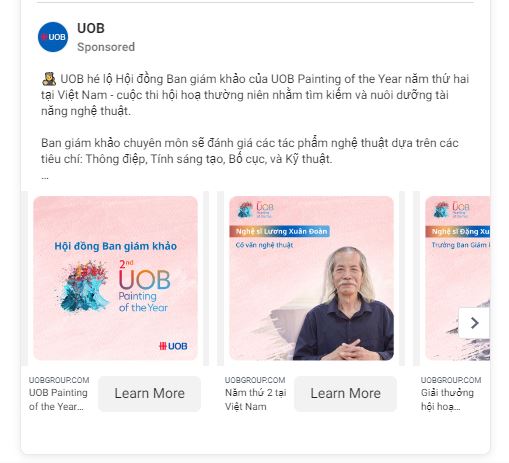 UOB
UOB
Sponsored
UOB hé lộ Hội đồng Ban giám khảo của UOB Painting of the Year năm thứ hai
tại Việt Nam - cuộc thi hội hoạ thường niên nhằm tìm kiếm và nuôi dưỡng tài
năng nghệ thuật.
Ban giám khảo chuyên môn sẽ đánh giá các tác phẩm nghệ thuật dựa trên các
tiêu chí: Thông điệp, Tính sáng tạo, Bố cục, và Kỹ thuật.
...
Hội đồng Ban giám khảo
2nd
UOB
Painting
of the Year
UOB
UOBGROUP.COM
UOB Painting
of the Year...
Learn More
UOB
Painting
of the Year
Nghệ sĩ Lương Xuân Đoàn
Cố vấn nghệ thuật
UOBGROUP.COM
Năm thứ 2 tại
Việt Nam
Learn More
UOB
Painting
of the Year
Nghệ sĩ Đặng Xu
Trưởng Ban Giám
UOBGROUP.COM
Giải thưởng
hội hoạ...